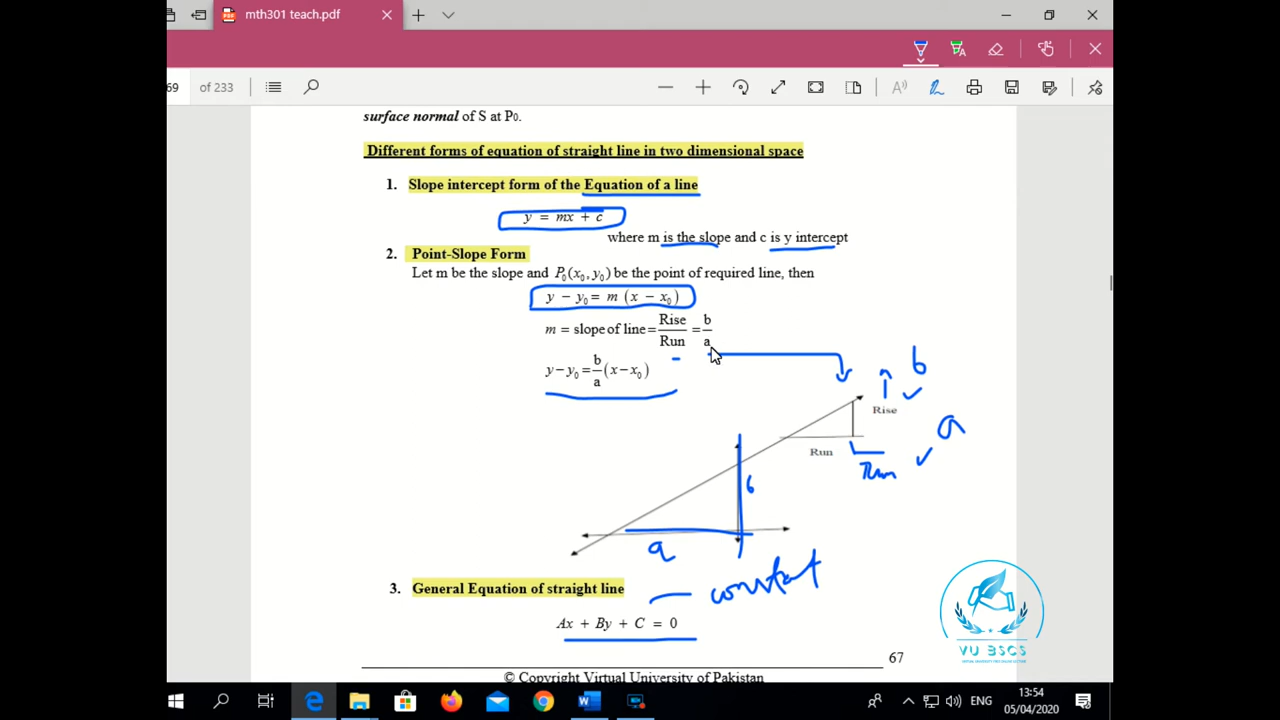 mth301 teach.pdf
69 of 233
surface normal of S at P0.
Different forms of equation of straight line in two dimensional space
1. Slope intercept form of the Equation of a line
y = mx + c
where m is the slope and c is y intercept
2. Point-Slope Form
Let m be the slope and P₀(x₀, y₀) be the point of required line, then
y − y₀ = m (x − x₀)
m = slope of line = Rise/Run = b/a
y − y₀ = b/a (x − x₀)
b
Rise
a
Run
Run
b
a
constant
3. General Equation of straight line
Ax + By + C = 0
VU BSCS
67
© Copyright Virtual University of Pakistan
ENG
13:54
05/04/2020